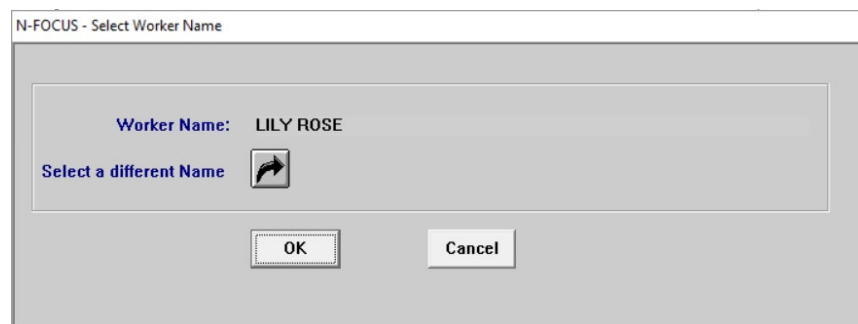 N-FOCUS - Select Worker Name
Worker Name: LILY ROSE
Select a different Name
OK Cancel